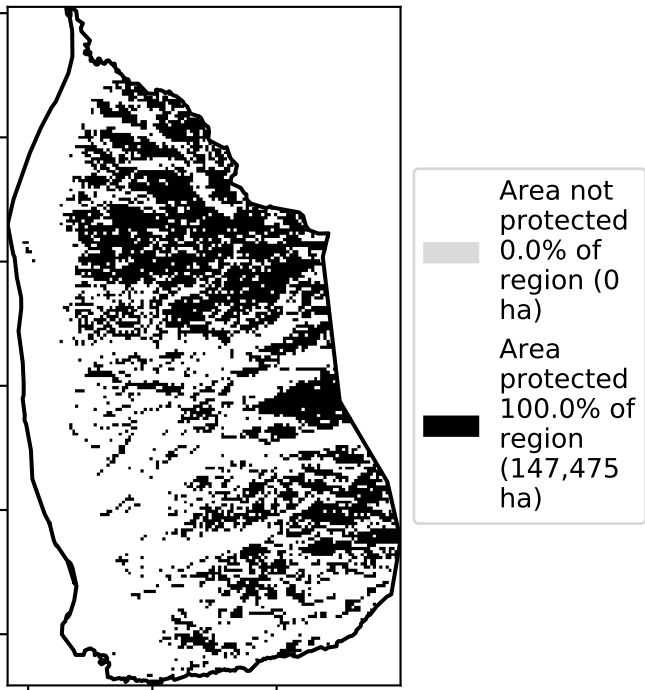 Area not
protected
0.0% of
region (0
ha)
Area
protected
100.0% of
region
(147,475
ha)